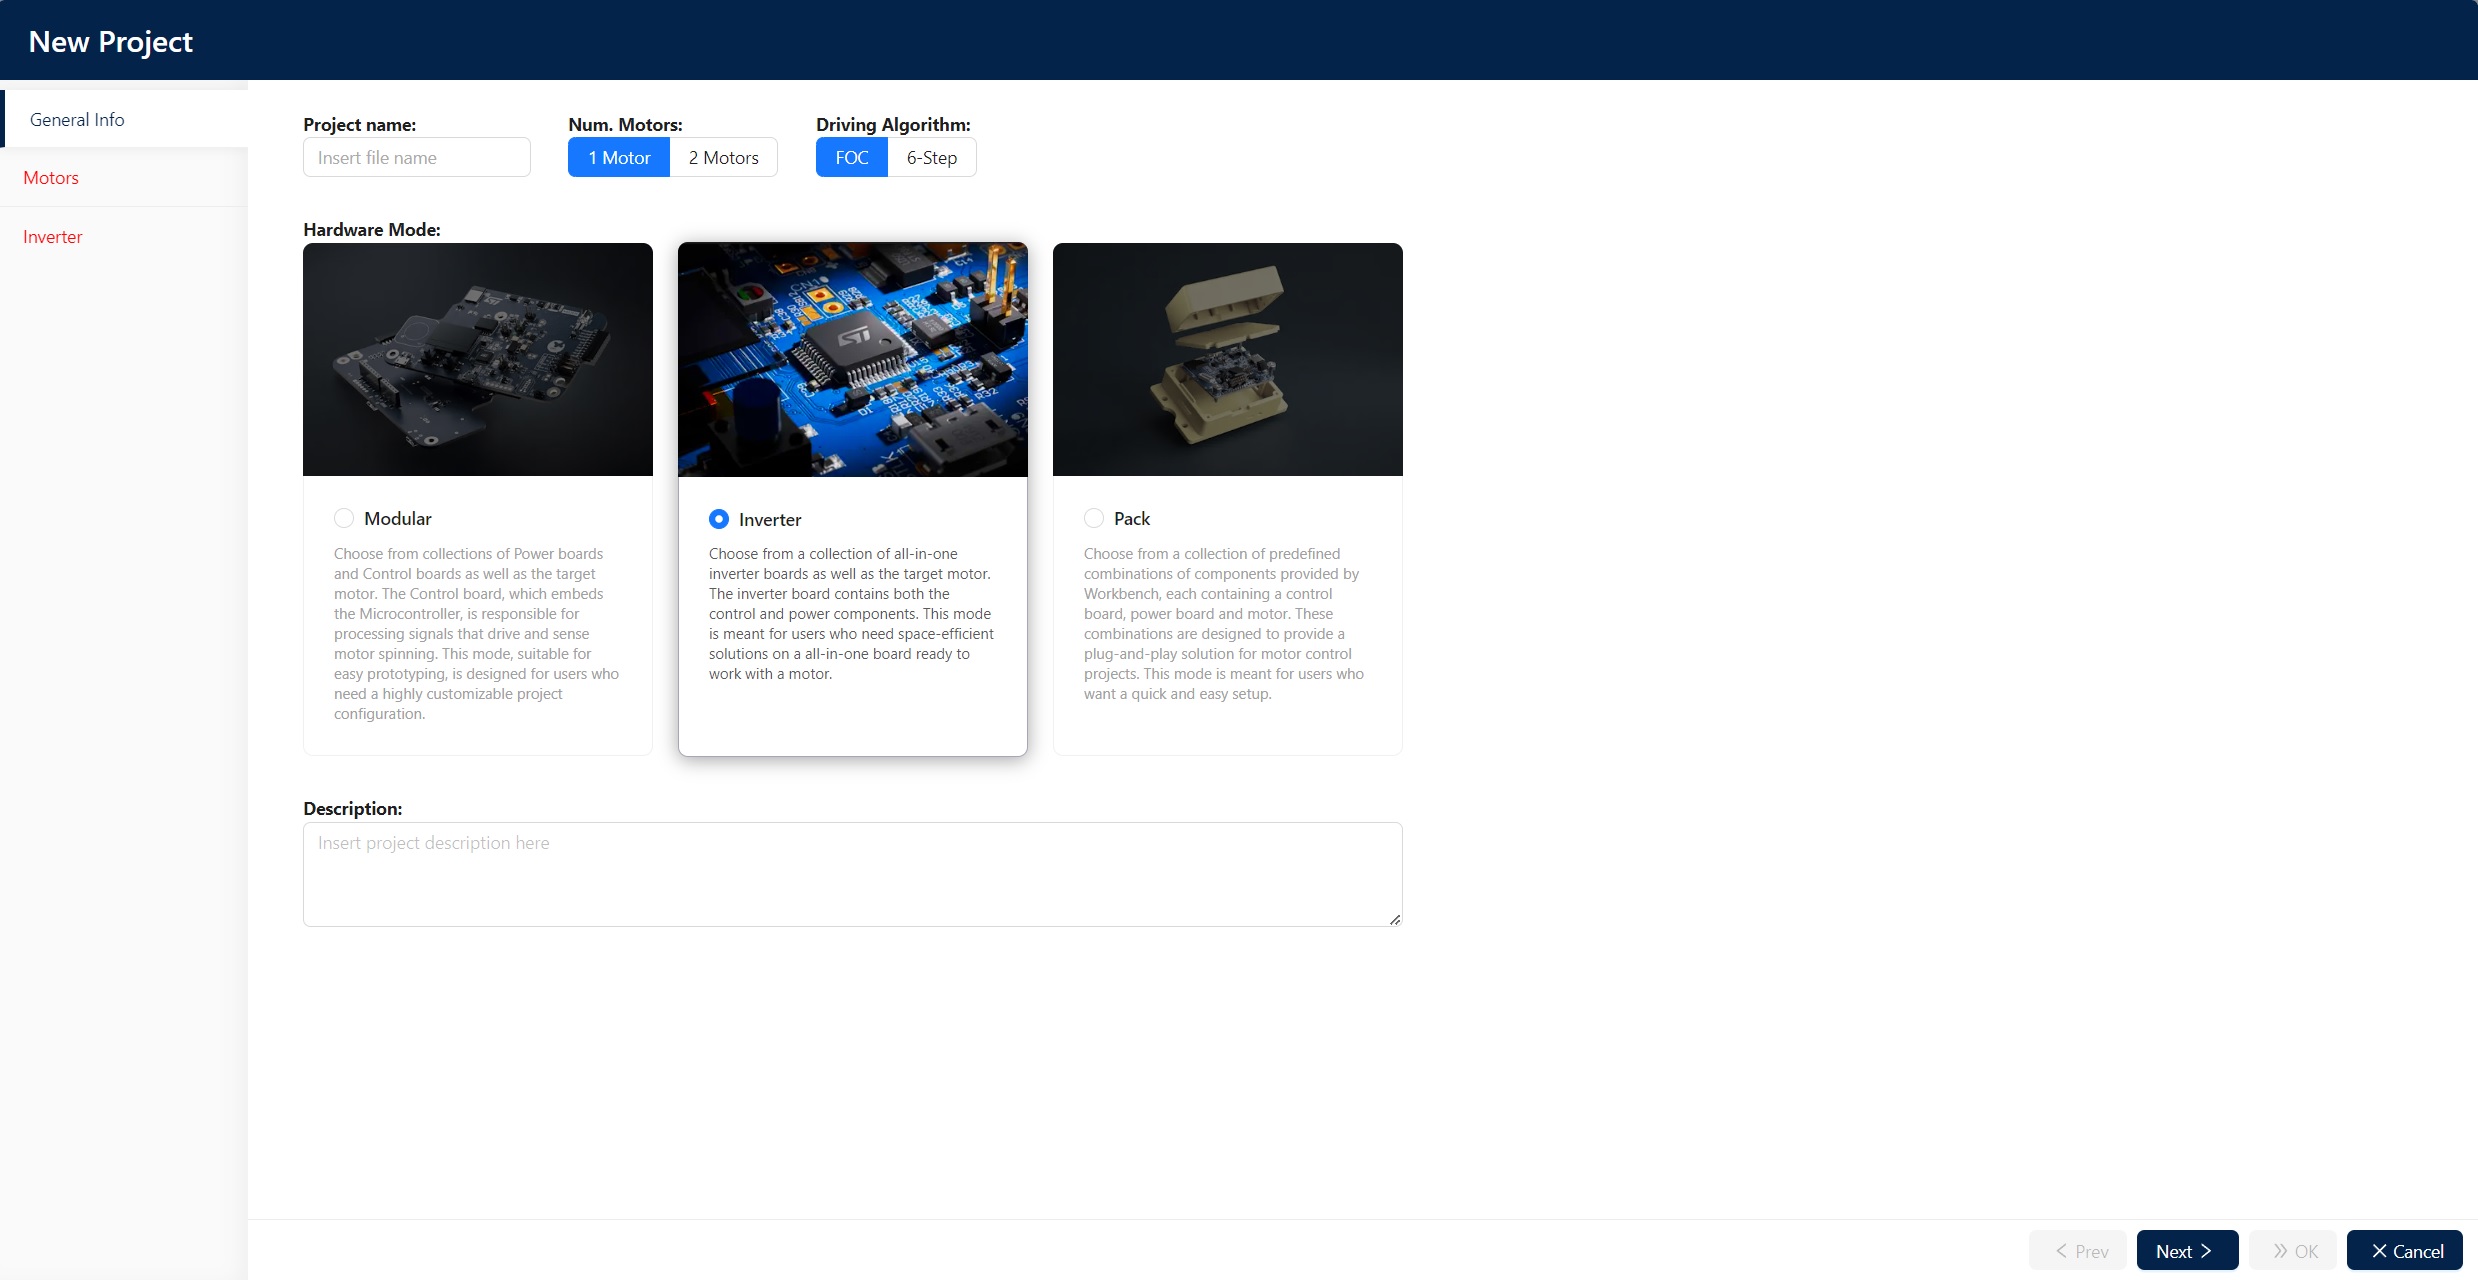 New Project
General Info
Motors
Inverter
Project name:
Insert file name
Num. Motors:
1 Motor
2 Motors
Driving Algorithm:
FOC
6-Step
Hardware Mode:
ST
Modular
Choose from collections of Power boards
and Control boards as well as the target
motor. The Control board, which embeds
the Microcontroller, is responsible for
processing signals that drive and sense
motor spinning. This mode, suitable for
easy prototyping, is designed for users who
need a highly customizable project
configuration.
Inverter
Choose from a collection of all-in-one
inverter boards as well as the target motor.
The inverter board contains both the
control and power components. This mode
is meant for users who need space-efficient
solutions on a all-in-one board ready to
work with a motor.
Pack
Choose from a collection of predefined
combinations of components provided by
Workbench, each containing a control
board, power board and motor. These
combinations are designed to provide a
plug-and-play solution for motor control
projects. This mode is meant for users who
want a quick and easy setup.
Description:
Insert project description here
Prev
Next
OK
Cancel